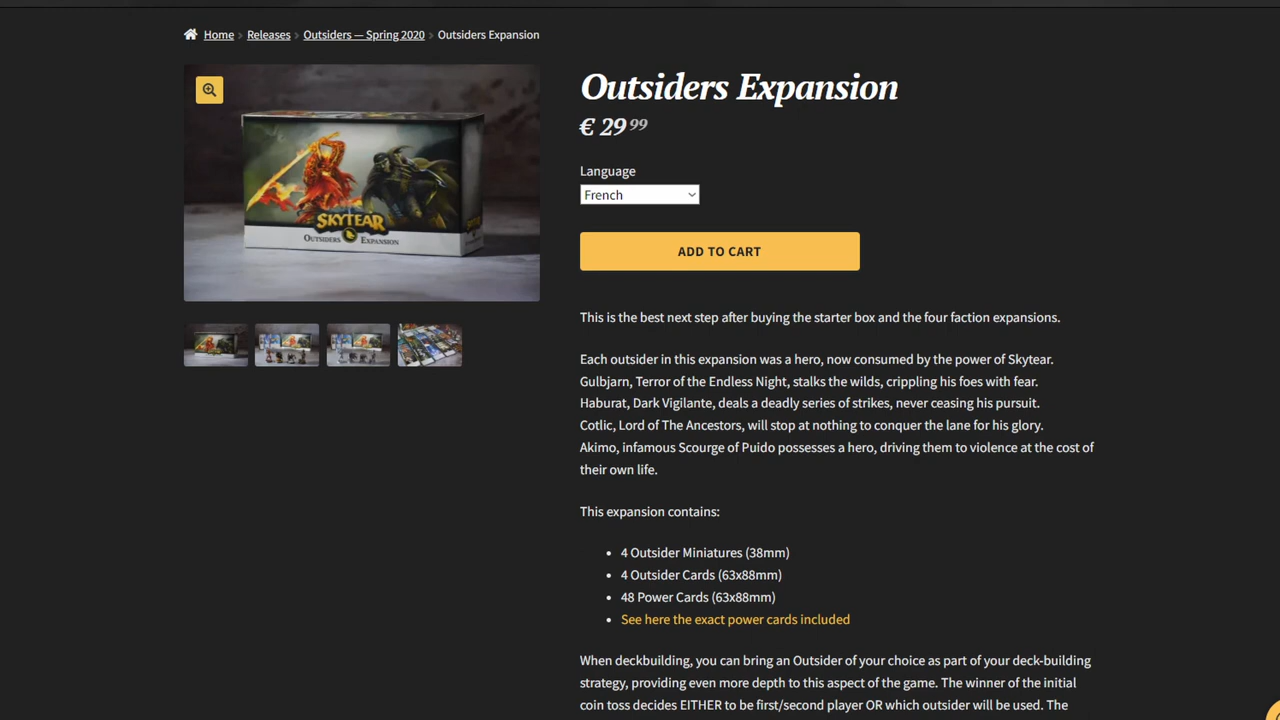 Home › Releases › Outsiders — Spring 2020 › Outsiders Expansion
SKYTEAR
OUTSIDERS EXPANSION
Outsiders Expansion
€ 29 99
Language
French
ADD TO CART
This is the best next step after buying the starter box and the four faction expansions.
Each outsider in this expansion was a hero, now consumed by the power of Skytear.
Gulbjarn, Terror of the Endless Night, stalks the wilds, crippling his foes with fear.
Haburat, Dark Vigilante, deals a deadly series of strikes, never ceasing his pursuit.
Cotlic, Lord of The Ancestors, will stop at nothing to conquer the lane for his glory.
Akimo, infamous Scourge of Puido possesses a hero, driving them to violence at the cost of
their own life.
This expansion contains:
• 4 Outsider Miniatures (38mm)
• 4 Outsider Cards (63x88mm)
• 48 Power Cards (63x88mm)
• See here the exact power cards included
When deckbuilding, you can bring an Outsider of your choice as part of your deck-building
strategy, providing even more depth to this aspect of the game. The winner of the initial
coin toss decides EITHER to be first/second player OR which outsider will be used. The